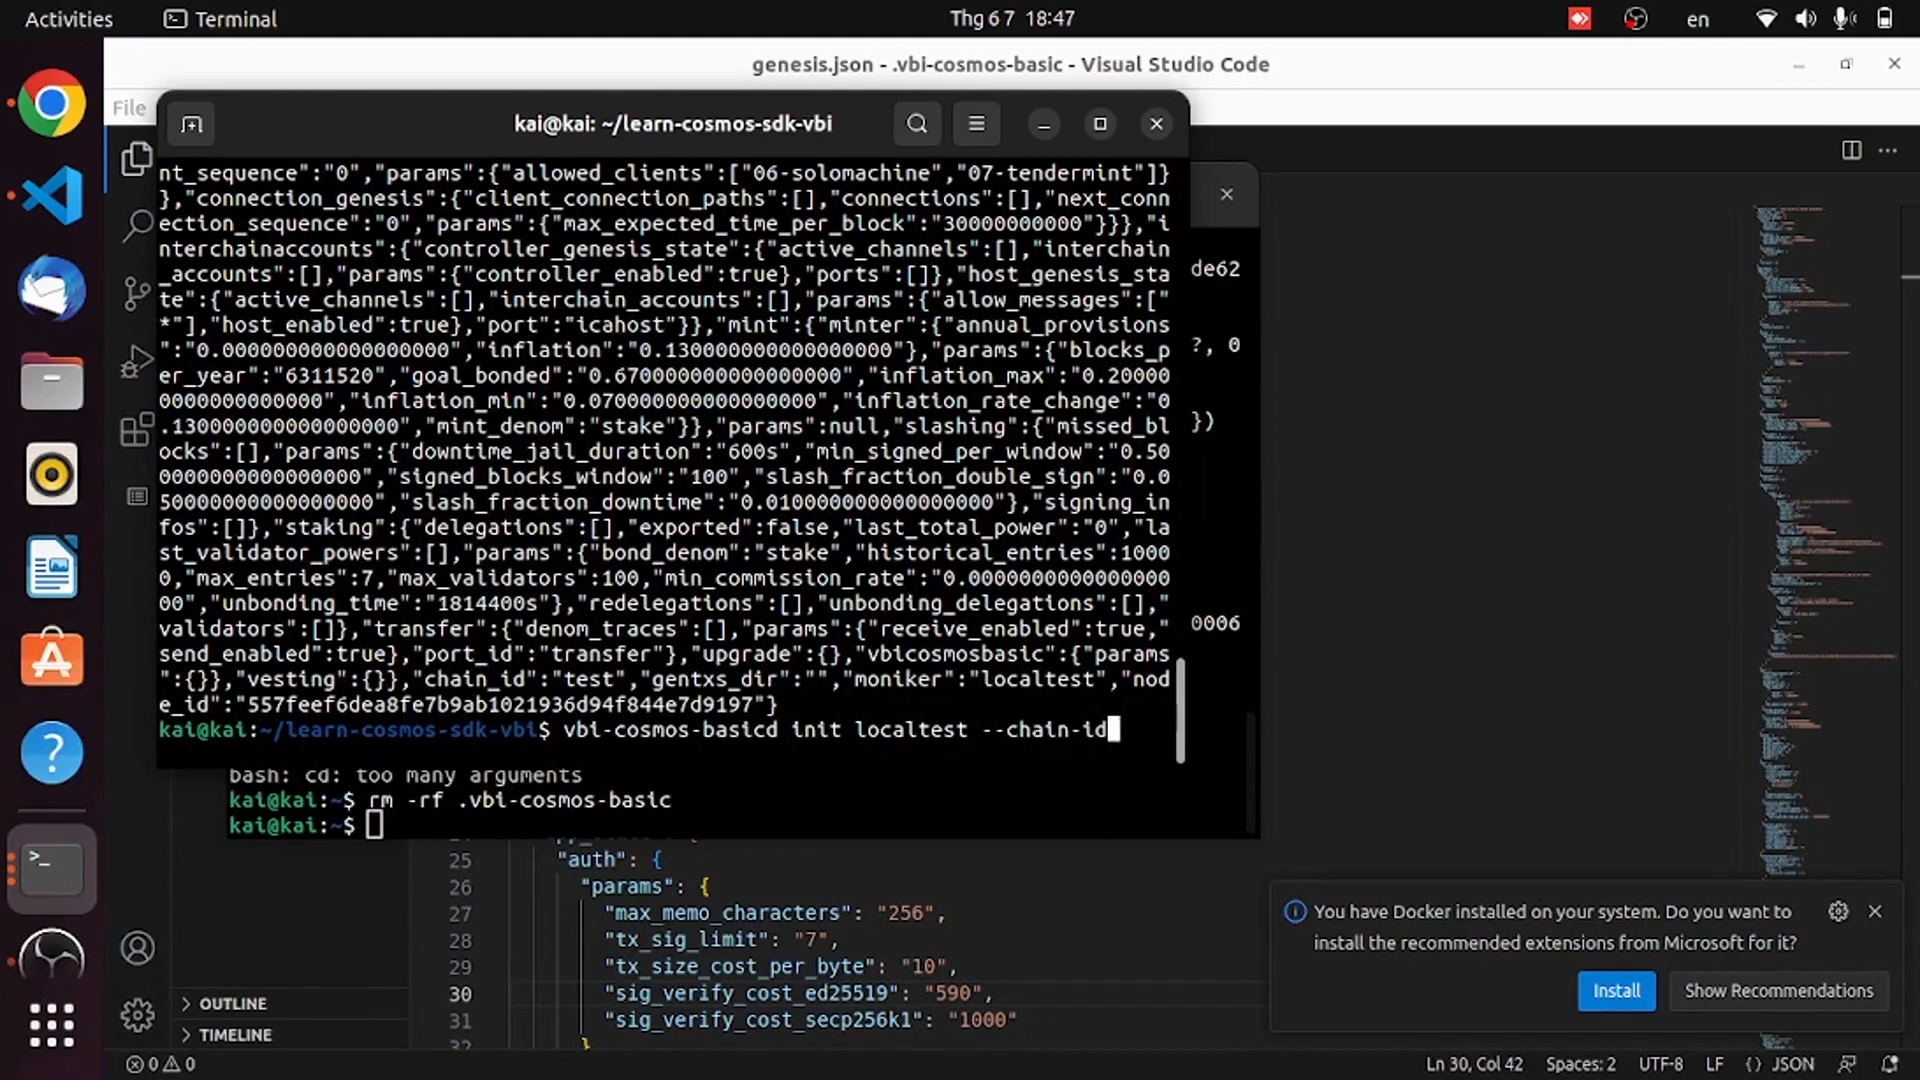 Activities
Terminal
Thg 6 7 18:47
en
genesis.json - .vbi-cosmos-basic - Visual Studio Code
File
kai@kai: ~/learn-cosmos-sdk-vbi
nt_sequence":"0","params":{"allowed_clients":["06-solomachine","07-tendermint"]}
},"connection_genesis":{"client_connection_paths":[],"connections":[],"next_conn
ection_sequence":"0","params":{"max_expected_time_per_block":"30000000000"}}},"i
nterchainaccounts":{"controller_genesis_state":{"active_channels":[],"interchain
_accounts":[],"params":{"controller_enabled":true},"ports":[]},"host_genesis_sta
te":{"active_channels":[],"interchain_accounts":[],"params":{"allow_messages":["
*"],"host_enabled":true},"port":"icahost"}},"mint":{"minter":{"annual_provisions
":"0.000000000000000000","inflation":"0.130000000000000000"},"params":{"blocks_p
er_year":"6311520","goal_bonded":"0.670000000000000000","inflation_max":"0.20000
0000000000000","inflation_min":"0.070000000000000000","inflation_rate_change":"0
.130000000000000000","mint_denom":"stake"}},"params":null,"slashing":{"missed_bl
ocks":[],"params":{"downtime_jail_duration":"600s","min_signed_per_window":"0.50
0000000000000000","signed_blocks_window":"100","slash_fraction_double_sign":"0.0
50000000000000000","slash_fraction_downtime":"0.010000000000000000"},"signing_in
fos":[]},"staking":{"delegations":[],"exported":false,"last_total_power":"0","la
st_validator_powers":[],"params":{"bond_denom":"stake","historical_entries":1000
0,"max_entries":7,"max_validators":100,"min_commission_rate":"0.0000000000000000
00","unbonding_time":"1814400s"},"redelegations":[],"unbonding_delegations":[],"
validators":[]},"transfer":{"denom_traces":[],"params":{"receive_enabled":true,"
send_enabled":true},"port_id":"transfer"},"upgrade":{},"vbicosmosbasic":{"params
":{}},"vesting":{}},"chain_id":"test","gentxs_dir":"","moniker":"localtest","nod
e_id":"557feef6dea8fe7b9ab1021936d94f844e7d9197"}
kai@kai:~/learn-cosmos-sdk-vbi$ vbi-cosmos-basicd init localtest --chain-id
de62
?, 0
})
0006
bash: cd: too many arguments
kai@kai:~$ rm -rf .vbi-cosmos-basic
kai@kai:~$
25 "auth": {
26 "params": {
27 "max_memo_characters": "256",
28 "tx_sig_limit": "7",
29 "tx_size_cost_per_byte": "10",
30 "sig_verify_cost_ed25519": "590",
31 "sig_verify_cost_secp256k1": "1000"
32 }
OUTLINE
TIMELINE
You have Docker installed on your system. Do you want to
install the recommended extensions from Microsoft for it?
Install
Show Recommendations
0 0
Ln 30, Col 42
Spaces: 2
UTF-8
LF
{} JSON